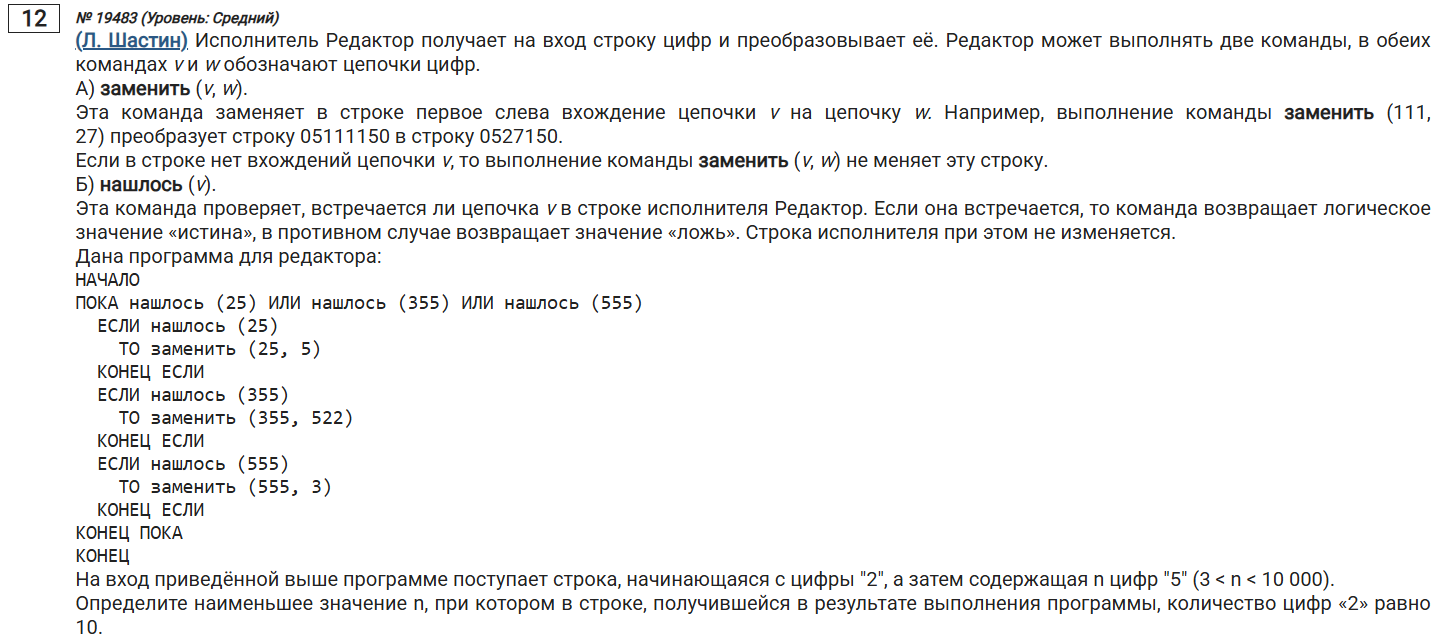 12
№ 19483 (Уровень: Средний)
(Л. Шастин) Исполнитель Редактор получает на вход строку цифр и преобразовывает её. Редактор может выполнять две команды, в обеих
командах v и w обозначают цепочки цифр.
А) заменить (v, w).
Эта команда заменяет в строке первое слева вхождение цепочки v на цепочку w. Например, выполнение команды заменить (111,
27) преобразует строку 05111150 в строку 0527150.
Если в строке нет вхождений цепочки v, то выполнение команды заменить (v, w) не меняет эту строку.
Б) нашлось (v).
Эта команда проверяет, встречается ли цепочка v в строке исполнителя Редактор. Если она встречается, то команда возвращает логическое
значение «истина», в противном случае возвращает значение «ложь». Строка исполнителя при этом не изменяется.
Дана программа для редактора:
НАЧАЛО
ПОКА нашлось (25) ИЛИ нашлось (355) ИЛИ нашлось (555)
ЕСЛИ нашлось (25)
ТО заменить (25, 5)
КОНЕЦ ЕСЛИ
ЕСЛИ нашлось (355)
ТО заменить (355, 522)
КОНЕЦ ЕСЛИ
ЕСЛИ нашлось (555)
ТО заменить (555, 3)
КОНЕЦ ЕСЛИ
КОНЕЦ ПОКА
КОНЕЦ
На вход приведённой выше программе поступает строка, начинающаяся с цифры "2", а затем содержащая n цифр "5" (3 < n < 10 000).
Определите наименьшее значение n, при котором в строке, получившейся в результате выполнения программы, количество цифр «2» равно
10.